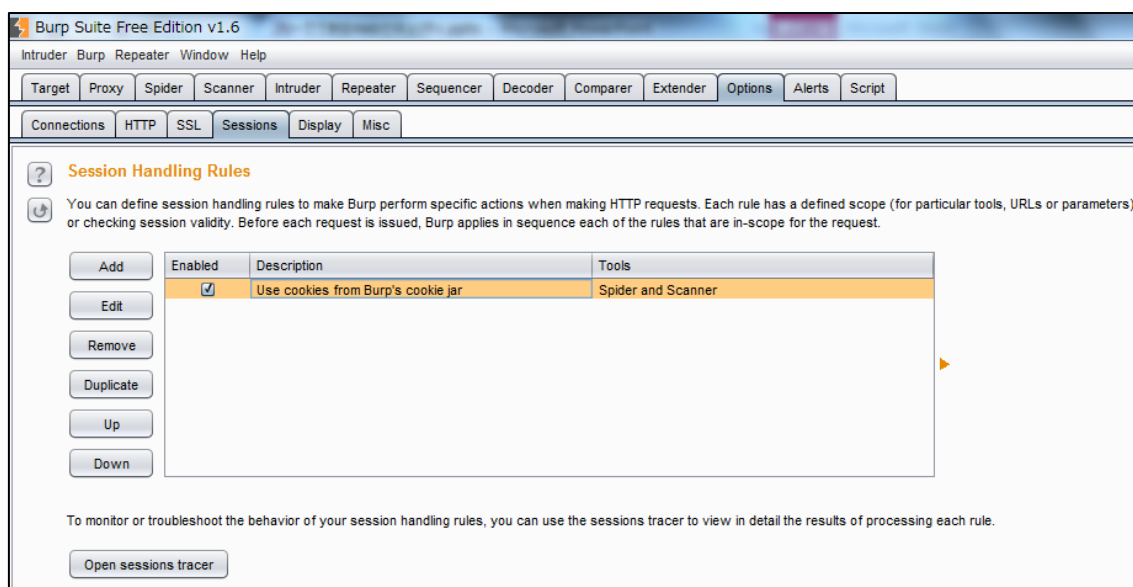 Burp Suite Free Edition v1.6
Intruder Burp Repeater Window Help
Target Proxy Spider Scanner Intruder Repeater Sequencer Decoder Comparer Extender Options Alerts Script
Connections HTTP SSL Sessions Display Misc
? Session Handling Rules
You can define session handling rules to make Burp perform specific actions when making HTTP requests. Each rule has a defined scope (for particular tools, URLs or parameters)
or checking session validity. Before each request is issued, Burp applies in sequence each of the rules that are in-scope for the request.
Add Enabled Description Tools
Use cookies from Burp's cookie jar Spider and Scanner
Edit
Remove
Duplicate
Up
Down
To monitor or troubleshoot the behavior of your session handling rules, you can use the sessions tracer to view in detail the results of processing each rule.
Open sessions tracer